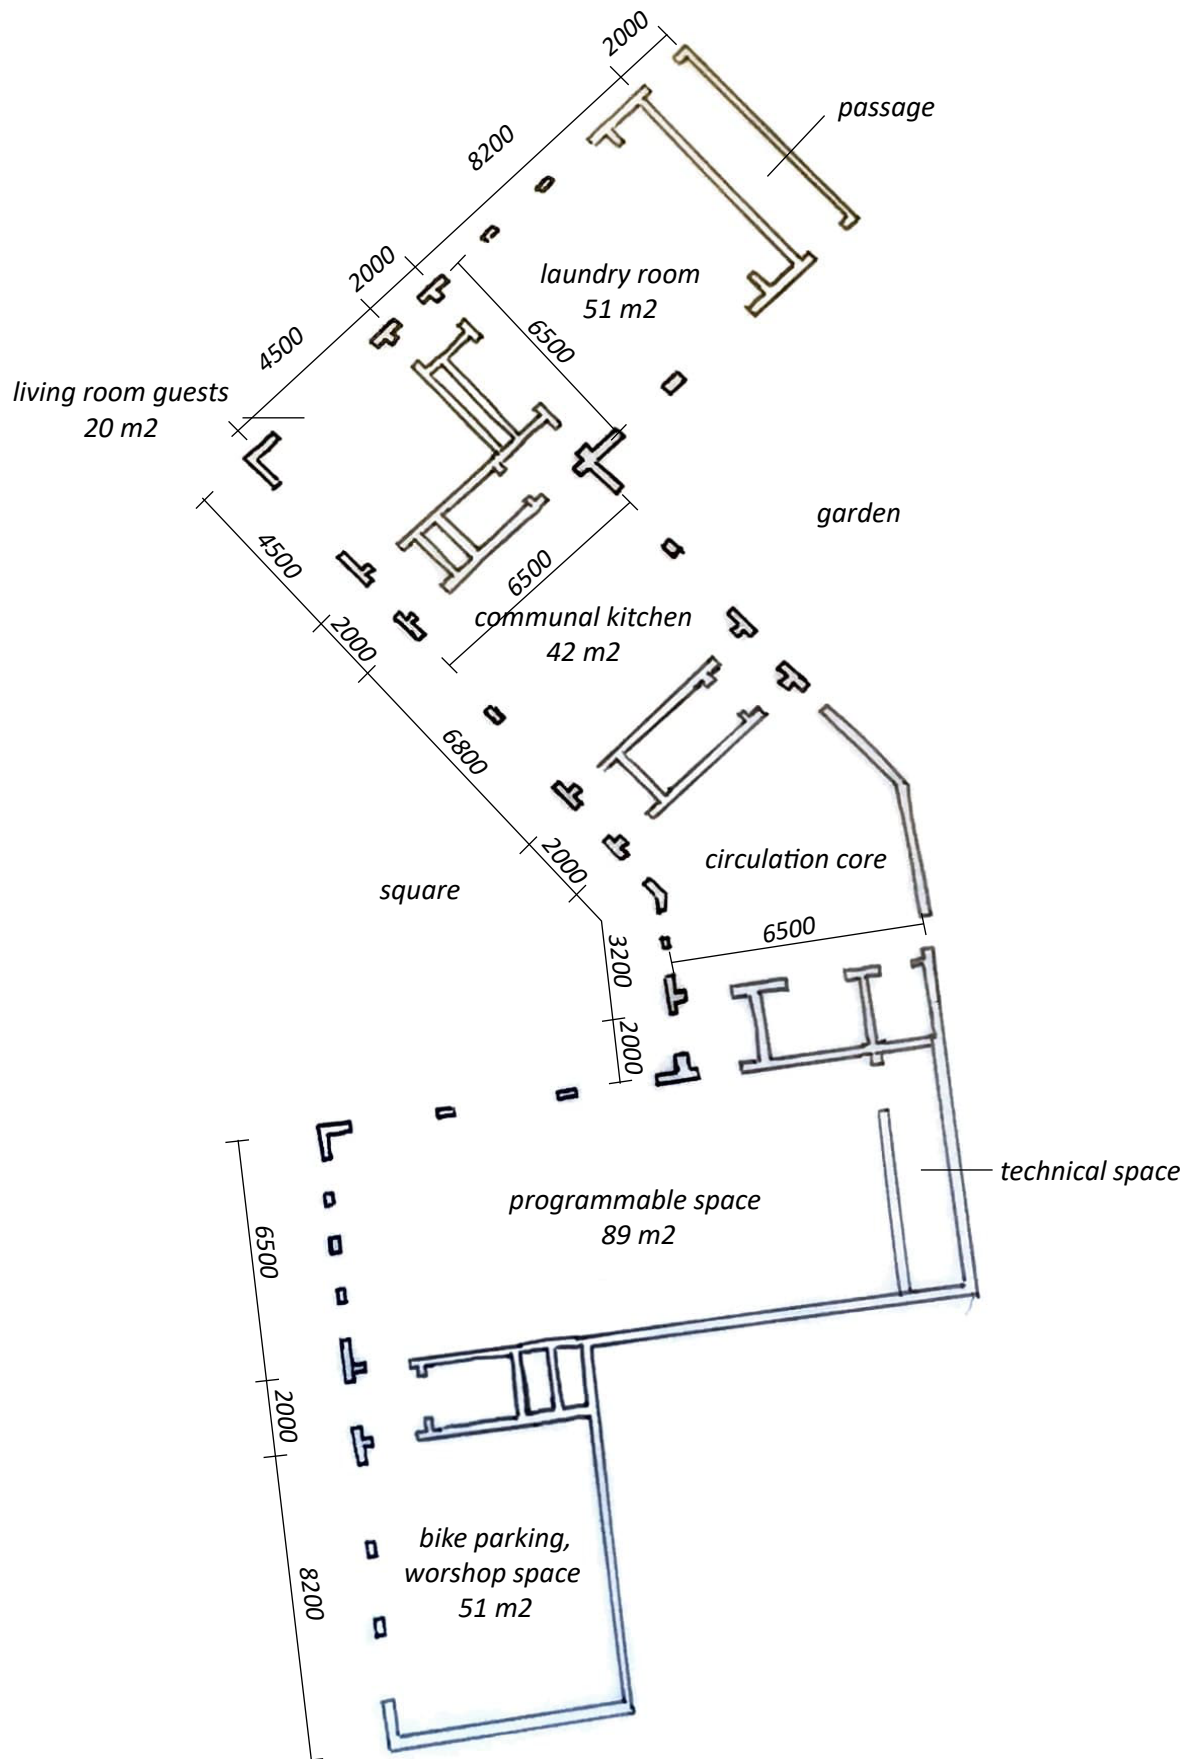 2000
passage
8200
2000
laundry room
51 m2
6500
4500
living room guests
20 m2
garden
4500
6500
communal kitchen
42 m2
2000
6800
2000
circulation core
square
6500
3200
2000
technical space
programmable space
89 m2
6500
2000
bike parking,
worshop space
51 m2
8200